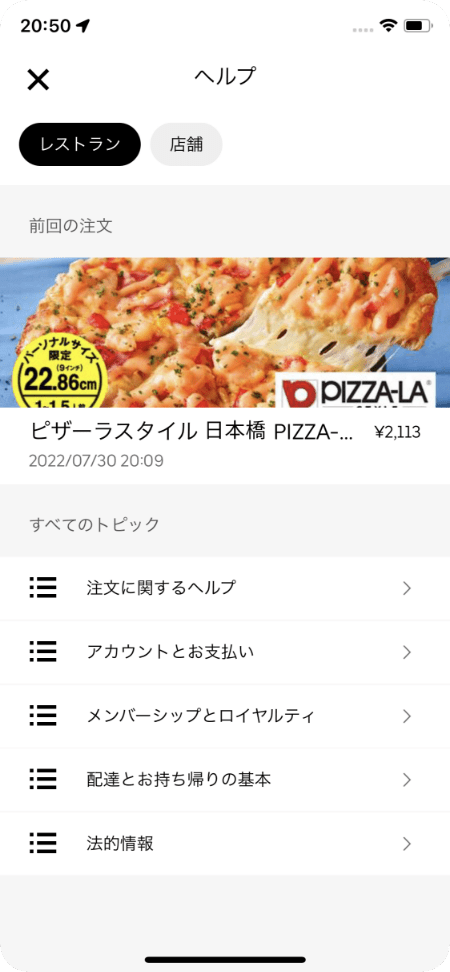 20:50
ヘルプ
レストラン
店舗
前回の注文
パーソナルサイズ
限定
(9インチ)
22.86cm
PIZZA-LA
ピザーラスタイル 日本橋 PIZZA-...
¥2,113
2022/07/30 20:09
すべてのトピック
注文に関するヘルプ
アカウントとお支払い
メンバーシップとロイヤルティ
配達とお持ち帰りの基本
法的情報